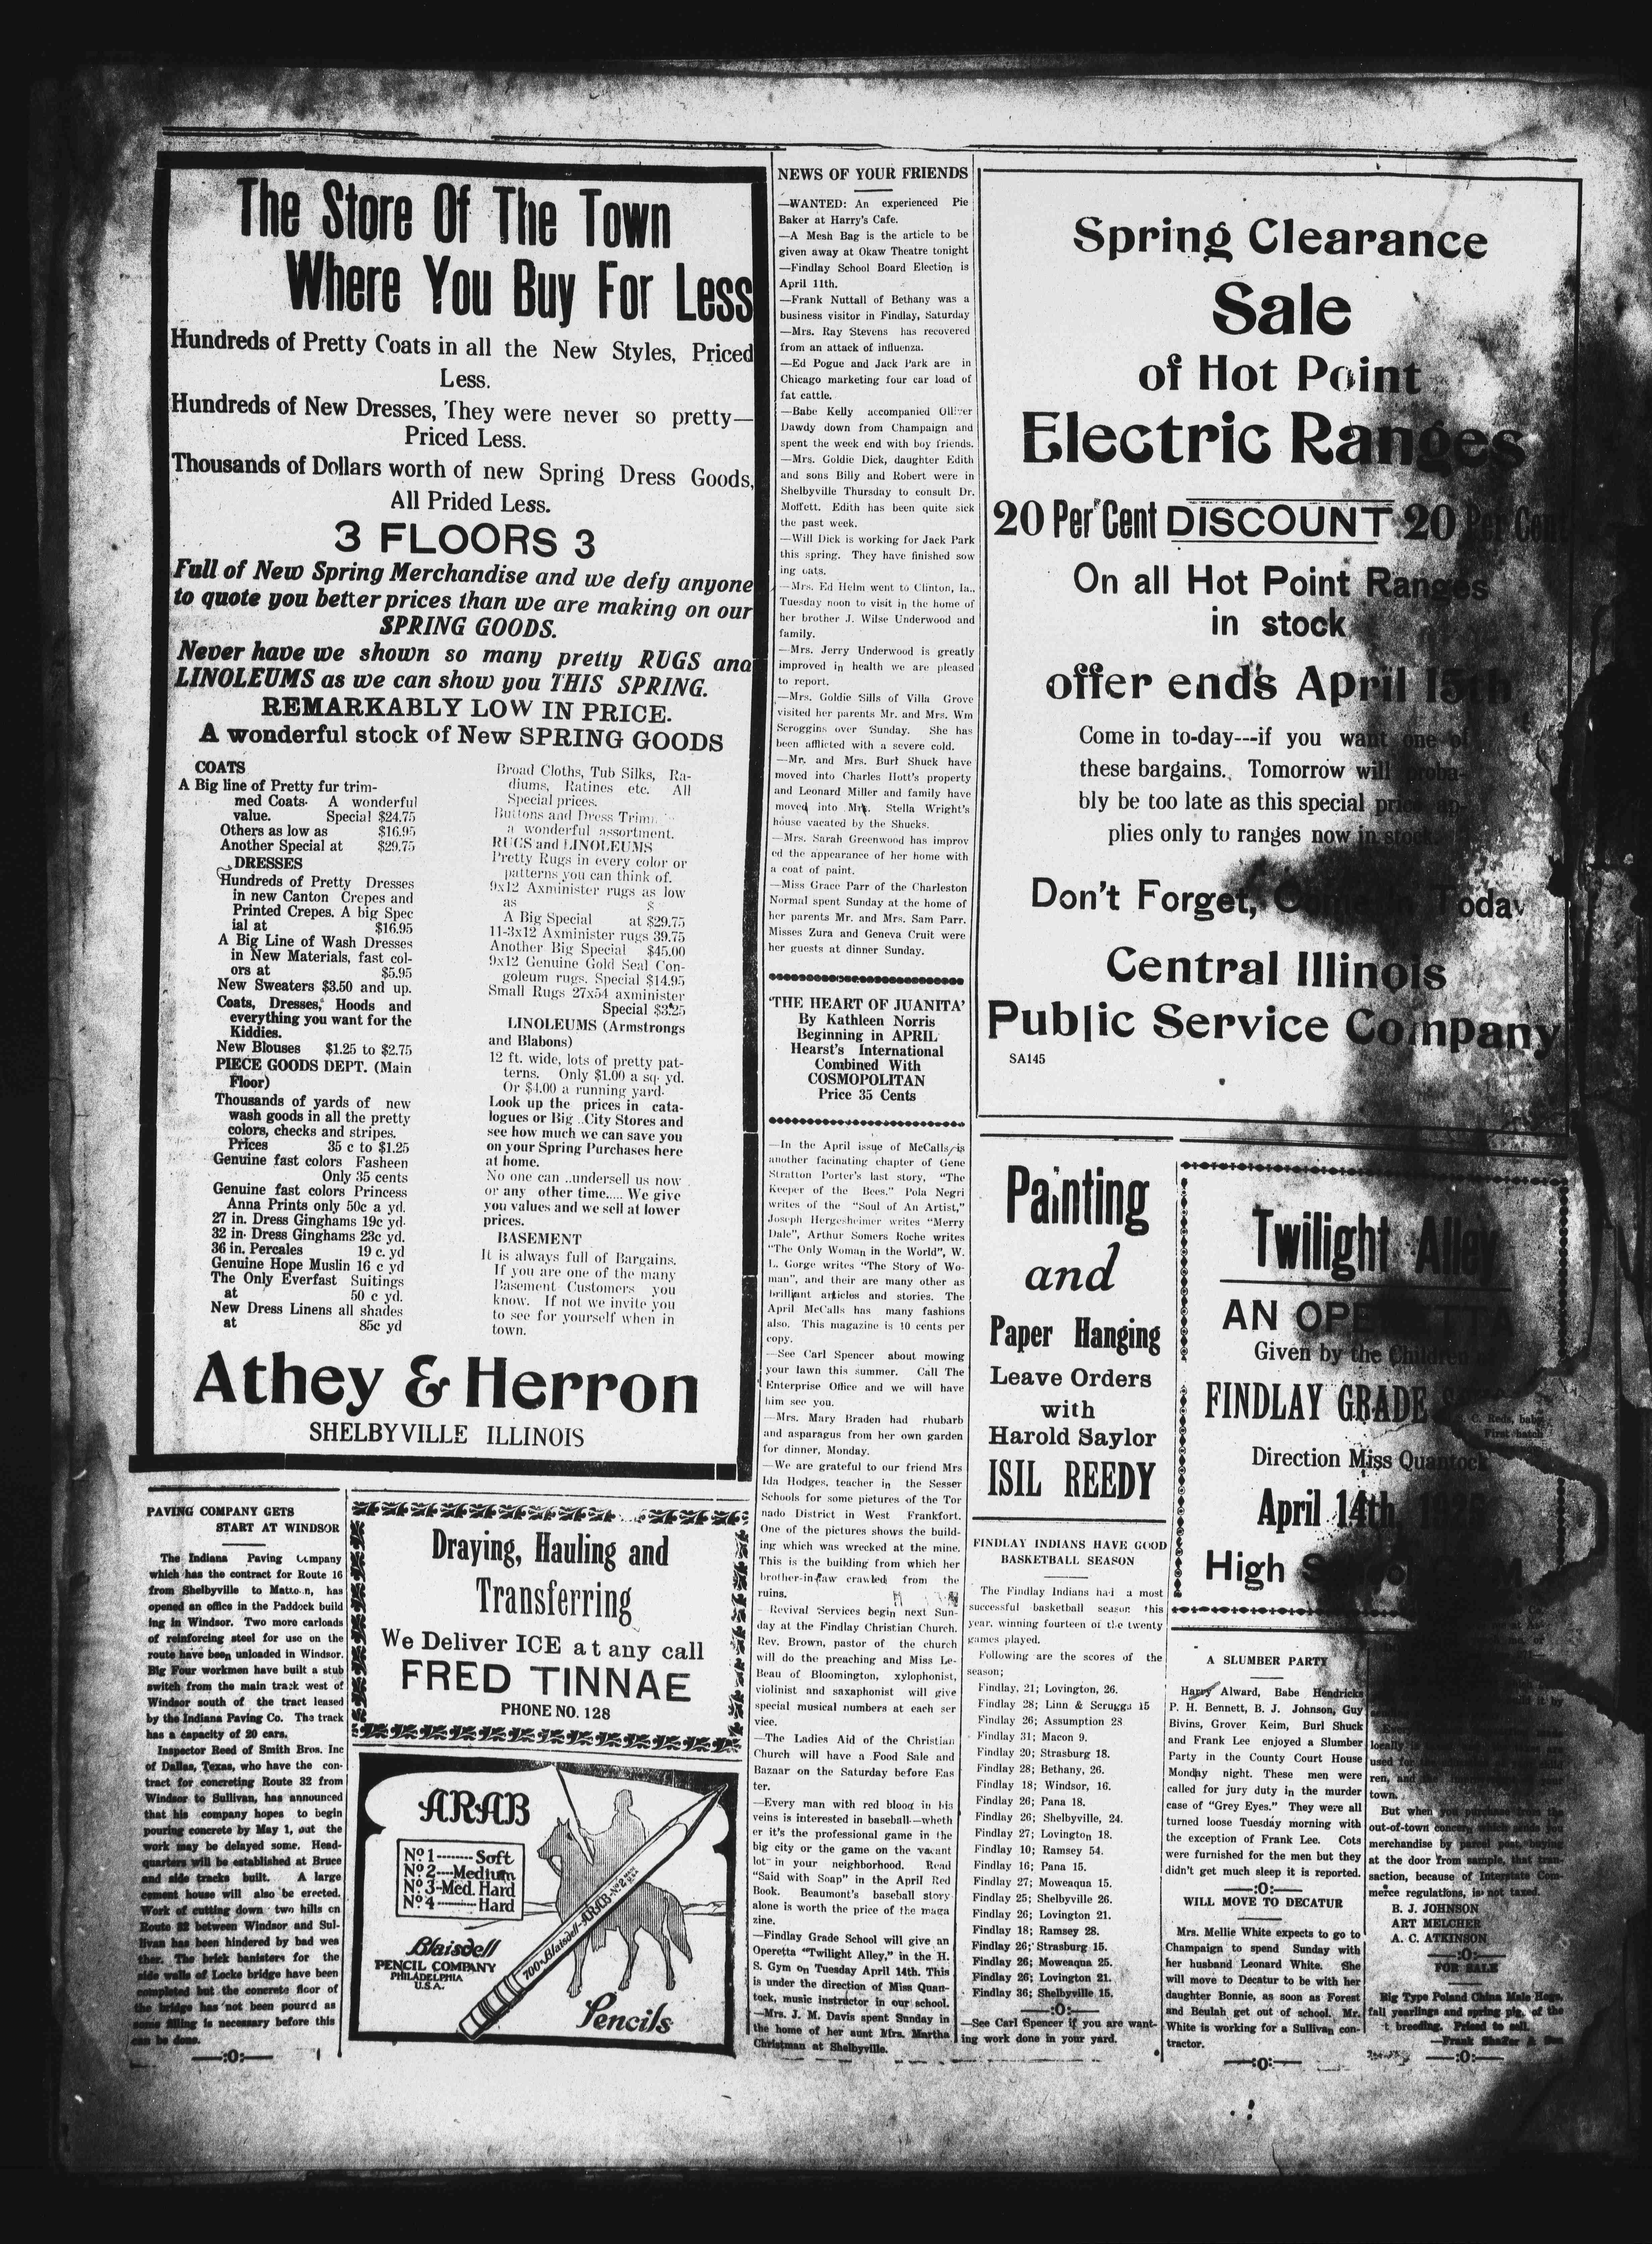 The Store Of The Town
Where You Buy For Less
Hundreds of Pretty Coats in all the New Styles, Priced
Less.
Hundreds of New Dresses, They were never so pretty—
Priced Less.
Thousands of Dollars worth of new Spring Dress Goods,
All Prided Less.
3 FLOORS 3
Full of New Spring Merchandise and we defy anyone
to quote you better prices than we are making on our
SPRING GOODS.
Never have we shown so many pretty RUGS and
LINOLEUMS as we can show you THIS SPRING.
REMARKABLY LOW IN PRICE.
A wonderful stock of New SPRING GOODS
COATS
A Big line of Pretty fur trim-
med Coats. A wonderful
value. Special $24.75
Others as low as $16.95
Another Special at $29.75
DRESSES
Hundreds of Pretty Dresses
in new Canton Crepes and
Printed Crepes. A big Spec
ial at $16.95
A Big Line of Wash Dresses
in New Materials, fast col-
ors at $5.95
New Sweaters $3.50 and up.
Coats, Dresses, Hoods and
everything you want for the
Kiddies.
New Blouses $1.25 to $2.75
PIECE GOODS DEPT. (Main
Floor)
Thousands of yards of new
wash goods in all the pretty
colors, checks and stripes.
Prices 35 c to $1.25
Genuine fast colors Fasheen
Only 35 cents
Genuine fast colors Princess
Anna Prints only 50c a yd.
27 in. Dress Ginghams 19c yd.
32 in. Dress Ginghams 23c yd.
36 in. Percales 19 c. yd
Genuine Hope Muslin 16 c yd
The Only Everfast Suitings
at 50 c yd.
New Dress Linens all shades
at 85c yd
Broad Cloths, Tub Silks, Ra-
diums, Ratines etc. All
Special prices.
Buttons and Dress Trim
a wonderful assortment.
RUGS and LINOLEUMS
Pretty Rugs in every color or
patterns you can think of.
9x12 Axminister rugs as low
as $
A Big Special at $29.75
11-3x12 Axminister rugs 39.75
Another Big Special $45.00
9x12 Genuine Gold Seal Con-
goleum rugs. Special $14.95
Small Rugs 27x54 axminister
Special $3.25
LINOLEUMS (Armstrongs
and Blabons)
12 ft. wide, lots of pretty pat-
terns. Only $1.00 a sq. yd.
Or $4.00 a running yard.
Look up the prices in cata-
logues or Big ..City Stores and
see how much we can save you
on your Spring Purchases here
at home.
No one can ..undersell us now
or any other time..... We give
you values and we sell at lower
prices.
BASEMENT
It is always full of Bargains.
If you are one of the many
Basement Customers you
know. If not we invite you
to see for yourself when in
town.
Athey & Herron
SHELBYVILLE ILLINOIS
PAVING COMPANY GETS
START AT WINDSOR
The Indiana Paving Company
which has the contract for Route 16
from Shelbyville to Mattoon, has
opened an office in the Paddock build
ing in Windsor. Two more carloads
of reinforcing steel for use on the
route have been unloaded in Windsor.
Big Four workmen have built a stub
switch from the main track west of
Windsor south of the tract leased
by the Indiana Paving Co. The track
has a capacity of 20 cars.
Inspector Reed of Smith Bros. Inc
of Dallas, Texas, who have the con-
tract for concreting Route 32 from
Windsor to Sullivan, has announced
that his company hopes to begin
pouring concrete by May 1, out the
work may be delayed some. Head-
quarters will be established at Bruce
and side tracks built. A large
cement house will also be erected.
Work of cutting down two hills on
Route 32 between Windsor and Sul-
livan has been hindered by bad wea
ther. The brick banisters for the
side walls of Locke bridge have been
completed but the concrete floor of
the bridge has not been pourd as
some filling is necessary before this
can be done.
—:O:—
Draying, Hauling and
Transferring
We Deliver ICE at any call
FRED TINNAE
PHONE NO. 128
ARAB
No 1 -------- Soft
No 2----Medium
No 3-Med. Hard
No 4 ---------- Hard
Blaisdell
PENCIL COMPANY
PHILADELPHIA
U.S.A.
700-Blaisdell-ARAB-No 2
Pencils
NEWS OF YOUR FRIENDS
—WANTED: An experienced Pie
Baker at Harry's Cafe.
—A Mesh Bag is the article to be
given away at Okaw Theatre tonight
—Findlay School Board Election is
April 11th.
—Frank Nuttall of Bethany was a
business visitor in Findlay, Saturday
—Mrs. Ray Stevens has recovered
from an attack of influenza.
—Ed Pogue and Jack Park are in
Chicago marketing four car load of
fat cattle.
—Babe Kelly accompanied Olliver
Dawdy down from Champaign and
spent the week end with boy friends.
—Mrs. Goldie Dick, daughter Edith
and sons Billy and Robert were in
Shelbyville Thursday to consult Dr.
Moffett. Edith has been quite sick
the past week.
—Will Dick is working for Jack Park
this spring. They have finished sow
ing oats.
—Mrs. Ed Helm went to Clinton, Ia.,
Tuesday noon to visit in the home of
her brother J. Wilse Underwood and
family.
—Mrs. Jerry Underwood is greatly
improved in health we are pleased
to report.
—Mrs. Goldie Sills of Villa Grove
visited her parents Mr. and Mrs. Wm
Scroggins over Sunday. She has
been afflicted with a severe cold.
—Mr. and Mrs. Burl Shuck have
moved into Charles Hott's property
and Leonard Miller and family have
moved into Mrs. Stella Wright's
house vacated by the Shucks.
—Mrs. Sarah Greenwood has improv
ed the appearance of her home with
a coat of paint.
—Miss Grace Parr of the Charleston
Normal spent Sunday at the home of
her parents Mr. and Mrs. Sam Parr.
Misses Zura and Geneva Cruit were
her guests at dinner Sunday.
'THE HEART OF JUANITA'
By Kathleen Norris
Beginning in APRIL
Hearst's International
Combined With
COSMOPOLITAN
Price 35 Cents
—In the April issue of McCalls is
another facinating chapter of Gene
Stratton Porter's last story, "The
Keeper of the Bees." Pola Negri
writes of the "Soul of An Artist,"
Joseph Hergesheimer writes "Merry
Dale", Arthur Somers Roche writes
"The Only Woman in the World", W.
L. Gorge writes "The Story of Wo-
man", and their are many other as
brilliant articles and stories. The
April McCalls has many fashions
also. This magazine is 10 cents per
copy.
—See Carl Spencer about mowing
your lawn this summer. Call The
Enterprise Office and we will have
him see you.
—Mrs. Mary Braden had rhubarb
and asparagus from her own garden
for dinner, Monday.
—We are grateful to our friend Mrs
Ida Hodges, teacher in the Sesser
Schools for some pictures of the Tor
nado District in West Frankfort.
One of the pictures shows the build-
ing which was wrecked at the mine.
This is the building from which her
brother-in-law crawled from the
ruins.
—Revival Services begin next Sun-
day at the Findlay Christian Church.
Rev. Brown, pastor of the church
will do the preaching and Miss Le-
Beau of Bloomington, xylophonist,
violinist and saxaphonist will give
special musical numbers at each ser
vice.
—The Ladies Aid of the Christian
Church will have a Food Sale and
Bazaar on the Saturday before Eas
ter.
—Every man with red blood in his
veins is interested in baseball—wheth
er it's the professional game in the
big city or the game on the vacant
lot in your neighborhood. Read
"Said with Soap" in the April Red
Book. Beaumont's baseball story
alone is worth the price of the maga
zine.
—Findlay Grade School will give an
Operetta "Twilight Alley," in the H.
S. Gym on Tuesday April 14th. This
is under the direction of Miss Quan-
tock, music instructor in our school.
—Mrs. J. M. Davis spent Sunday in
the home of her aunt Mrs. Martha
Christman at Shelbyville.
Spring Clearance
Sale
of Hot Point
Electric Ranges
20 Per Cent DISCOUNT 20 Per Cent
On all Hot Point Ranges
in stock
offer ends April 15th
Come in to-day---if you want one of
these bargains. Tomorrow will proba-
bly be too late as this special price ap-
plies only to ranges now in stock.
Don't Forget, Come in Today
Central Illinois
Public Service Company
SA145
Painting
and
Paper Hanging
Leave Orders
with
Harold Saylor
ISIL REEDY
FINDLAY INDIANS HAVE GOOD
BASKETBALL SEASON
The Findlay Indians had a most
successful basketball season this
year, winning fourteen of the twenty
games played.
Following are the scores of the
season;
Findlay, 21; Lovington, 26.
Findlay 28; Linn & Scruggs 15
Findlay 26; Assumption 23
Findlay 31; Macon 9.
Findlay 20; Strasburg 18.
Findlay 28; Bethany, 26.
Findlay 18; Windsor, 16.
Findlay 26; Pana 18.
Findlay 26; Shelbyville, 24.
Findlay 27; Lovington 18.
Findlay 10; Ramsey 54.
Findlay 16; Pana 15.
Findlay 27; Moweaqua 15.
Findlay 25; Shelbyville 26.
Findlay 26; Lovington 21.
Findlay 18; Ramsey 28.
Findlay 26; Strasburg 15.
Findlay 26; Moweaqua 25.
Findlay 26; Lovington 21.
Findlay 36; Shelbyville 15.
—:O:—
—See Carl Spencer if you are want-
ing work done in your yard.
Twilight Alley
AN OPERETTA
Given by the Children
FINDLAY GRADE
Direction Miss Quantock
April 14th, 1925
High School
C. Reds, baby
First hatch
A SLUMBER PARTY
Harry Alward, Babe Hendricks
P. H. Bennett, B. J. Johnson, Guy
Bivins, Grover Keim, Burl Shuck
and Frank Lee enjoyed a Slumber
Party in the County Court House
Monday night. These men were
called for jury duty in the murder
case of "Grey Eyes." They were all
turned loose Tuesday morning with
the exception of Frank Lee. Cots
were furnished for the men but they
didn't get much sleep it is reported.
—:O:—
WILL MOVE TO DECATUR
Mrs. Mellie White expects to go to
Champaign to spend Sunday with
her husband Leonard White. She
will move to Decatur to be with her
daughter Bonnie, as soon as Forest
and Beulah get out of school. Mr.
White is working for a Sullivan con-
tractor.
—:O:—
locally is
used for
ren, and the
town.
But when you purchase from the
out-of-town concern, which sends you
merchandise by parcel post, buying
at the door from sample, that tran-
saction, because of Interstate Com-
merce regulations, is not taxed.
B. J. JOHNSON
ART MELCHER
A. C. ATKINSON
—:O:—
FOR SALE
Big Type Poland China Male Hogs,
fall yearlings and spring pig, of the
t breeding. Priced to sell.
—Frank Shaffer & Son
—:O:—